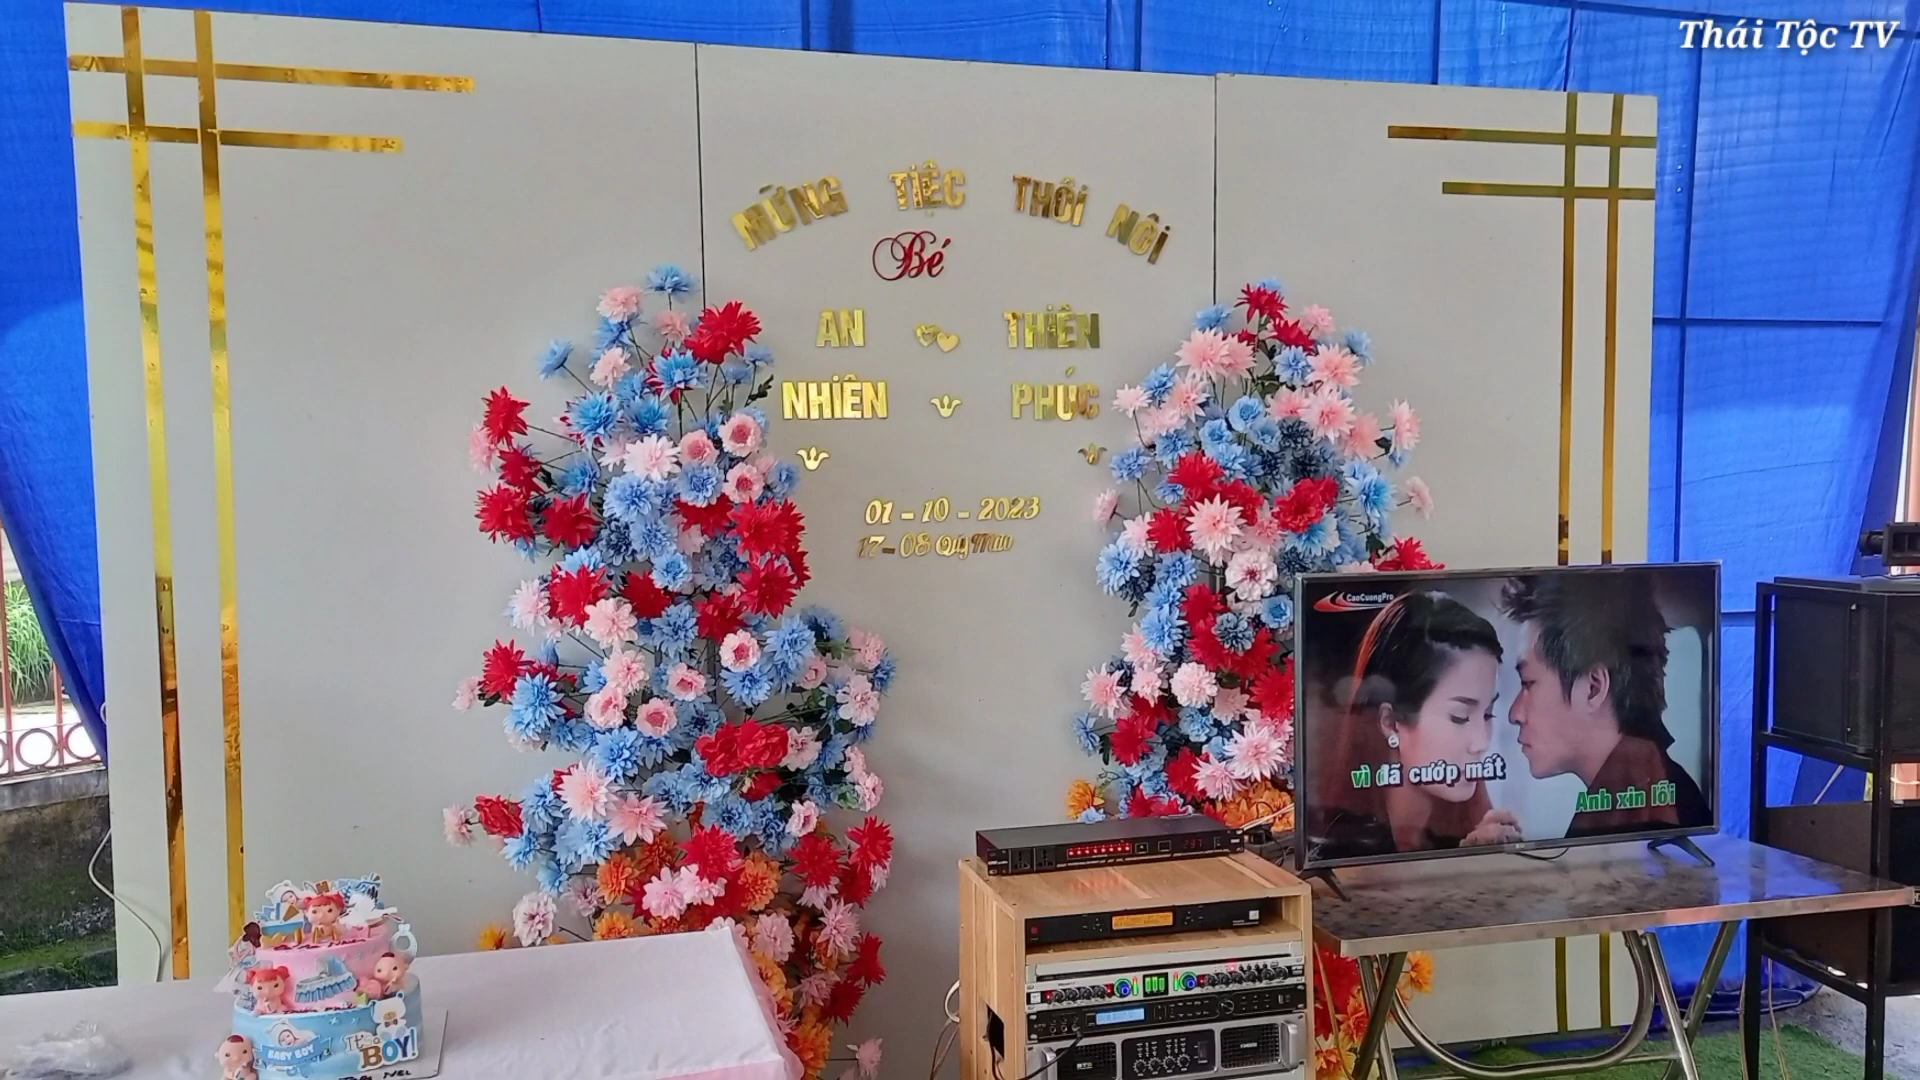 Thái Tộc TV
MỪNG TIỆC THÔI NÔI
Bé
AN THIÊN
NHIÊN PHÚC
01 - 10 - 2023
17 - 08 Quý Mão
CaoCuongPro
vì đã cướp mất
Anh xin lỗi
BABY BOY
It's a
BOY!